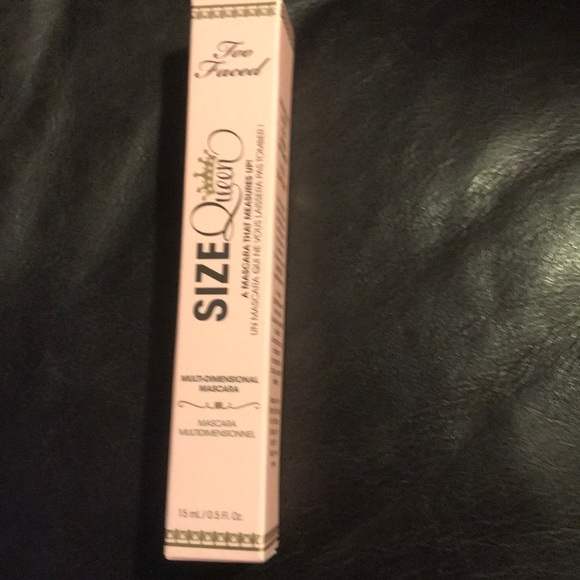 Too
Faced
SIZE Queen
A MASCARA THAT MEASURES UP!
UN MASCARA QUI NE VOUS LAISSERA PAS TOMBER !
MULTI-DIMENSIONAL
MASCARA
MASCARA
MULTIDIMENSIONNEL
15 mL / 0.5 Fl. Oz.